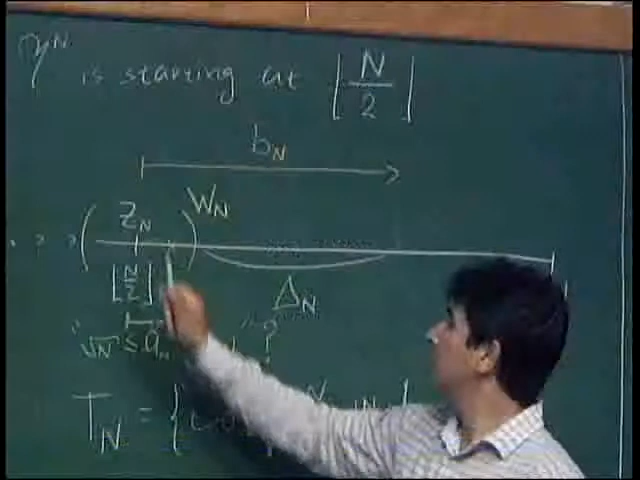 η^N is starting at ⌊N/2⌋
b_N
Z_N W_N
⌊N/2⌋
Δ_N
√N ≤ a_N ?
T_N = {